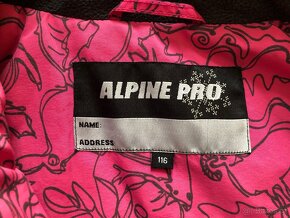 ALPINE PRO
NAME:
ADDRESS
116